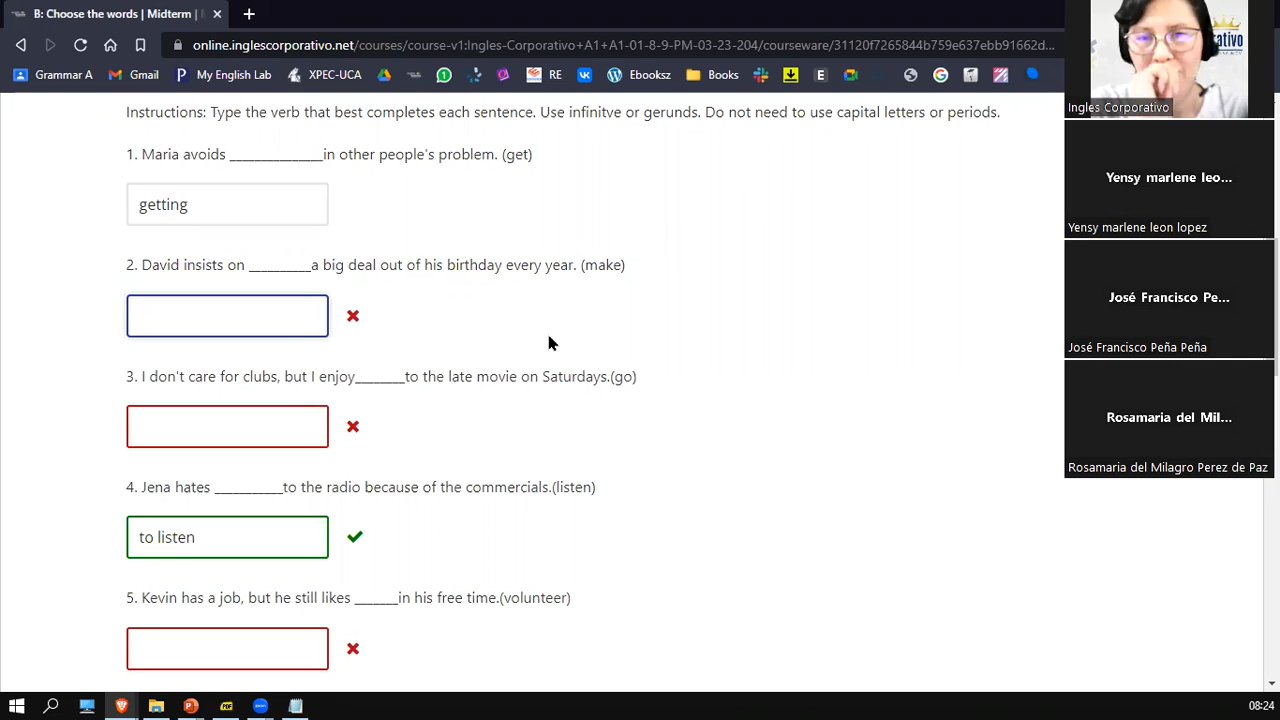 B: Choose the words | Midterm |
online.inglescorporativo.net/courses/course-v1:Ingles-Corporativo+A1+A1-01-8-9-PM-03-23-204/courseware/31120f7265844b759e637ebb91662d...
Grammar A
Gmail
My English Lab
XPEC-UCA
RE
Ebooksz
Books
Instructions: Type the verb that best completes each sentence. Use infinitve or gerunds. Do not need to use capital letters or periods.
1. Maria avoids _______________in other people's problem. (get)
getting
2. David insists on __________a big deal out of his birthday every year. (make)
3. I don't care for clubs, but I enjoy________to the late movie on Saturdays.(go)
4. Jena hates ___________to the radio because of the commercials.(listen)
to listen
5. Kevin has a job, but he still likes _______in his free time.(volunteer)
Ingles Corporativo
Yensy marlene leo...
Yensy marlene leon lopez
José Francisco Pe...
José Francisco Peña Peña
Rosamaria del Mil...
Rosamaria del Milagro Perez de Paz
08:24